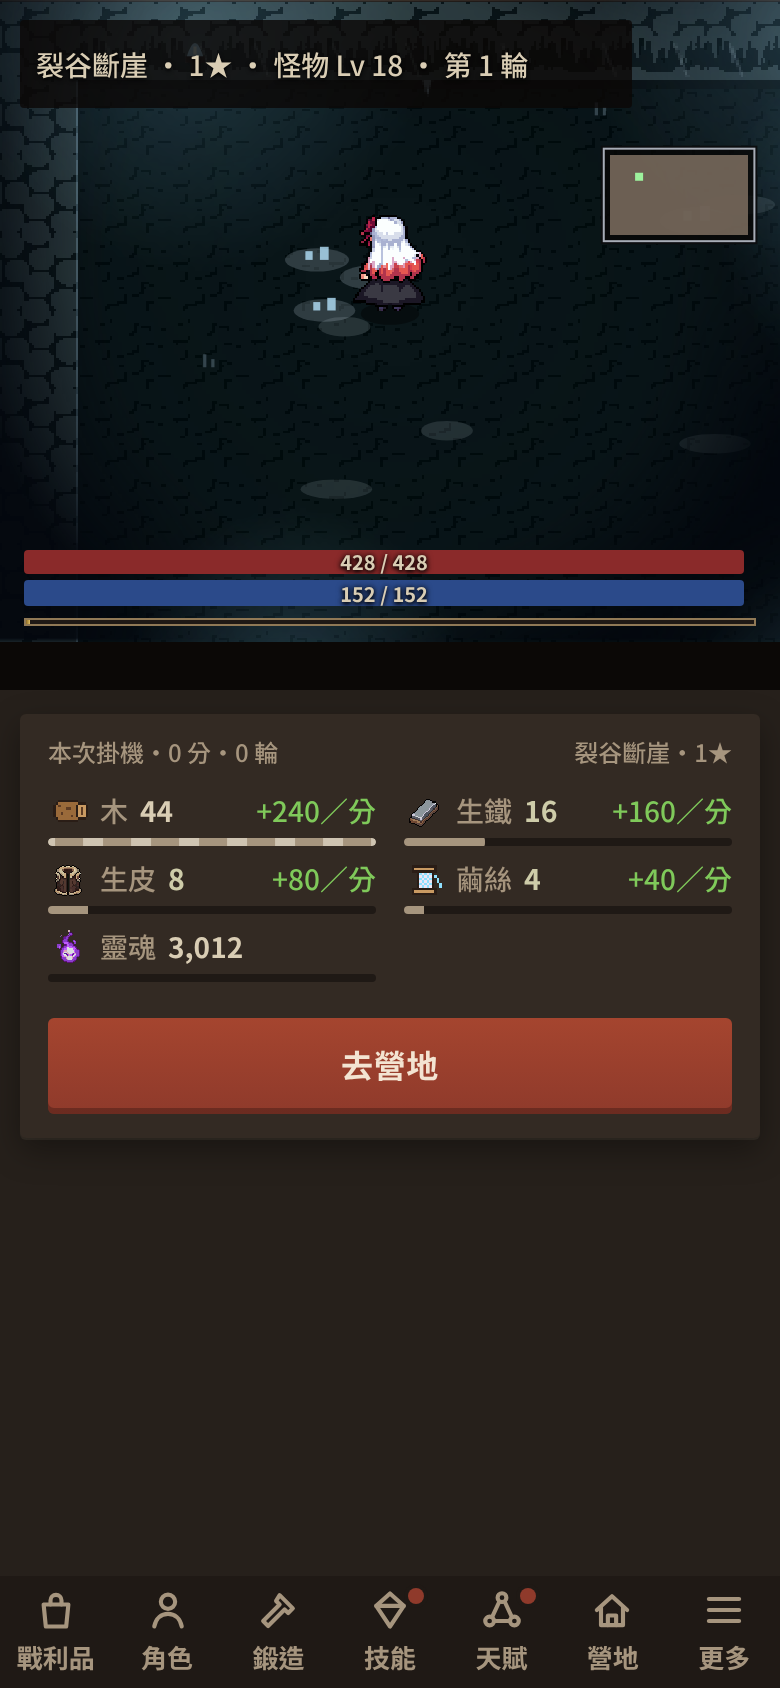 裂谷斷崖 · 1★ · 怪物 Lv 18 · 第 1 輪
428 / 428
152 / 152
本次掛機・0 分・0 輪
裂谷斷崖・1★
木 44 +240／分
生鐵 16 +160／分
生皮 8 +80／分
繭絲 4 +40／分
靈魂 3,012
去營地
戰利品 角色 鍛造 技能 天賦 營地 更多